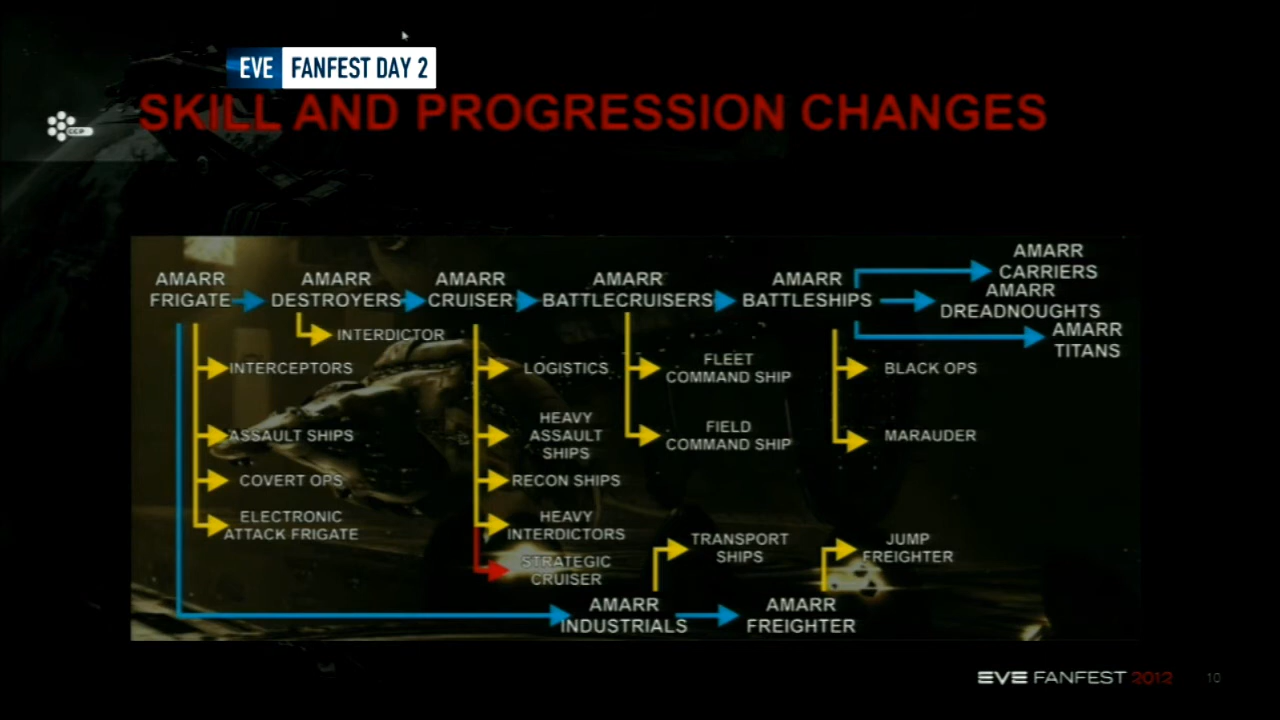 EVE FANFEST DAY 2
SKILL AND PROGRESSION CHANGES
CCP
AMARR
FRIGATE
AMARR
DESTROYERS
AMARR
CRUISER
AMARR
BATTLECRUISERS
AMARR
BATTLESHIPS
AMARR
CARRIERS
AMARR
DREADNOUGHTS
AMARR
TITANS
INTERDICTOR
INTERCEPTORS
LOGISTICS
FLEET
COMMAND SHIP
BLACK OPS
ASSAULT SHIPS
HEAVY
ASSAULT
SHIPS
FIELD
COMMAND SHIP
MARAUDER
COVERT OPS
RECON SHIPS
ELECTRONIC
ATTACK FRIGATE
HEAVY
INTERDICTORS
TRANSPORT
SHIPS
JUMP
FREIGHTER
STRATEGIC
CRUISER
AMARR
INDUSTRIALS
AMARR
FREIGHTER
EVE FANFEST 2012
10